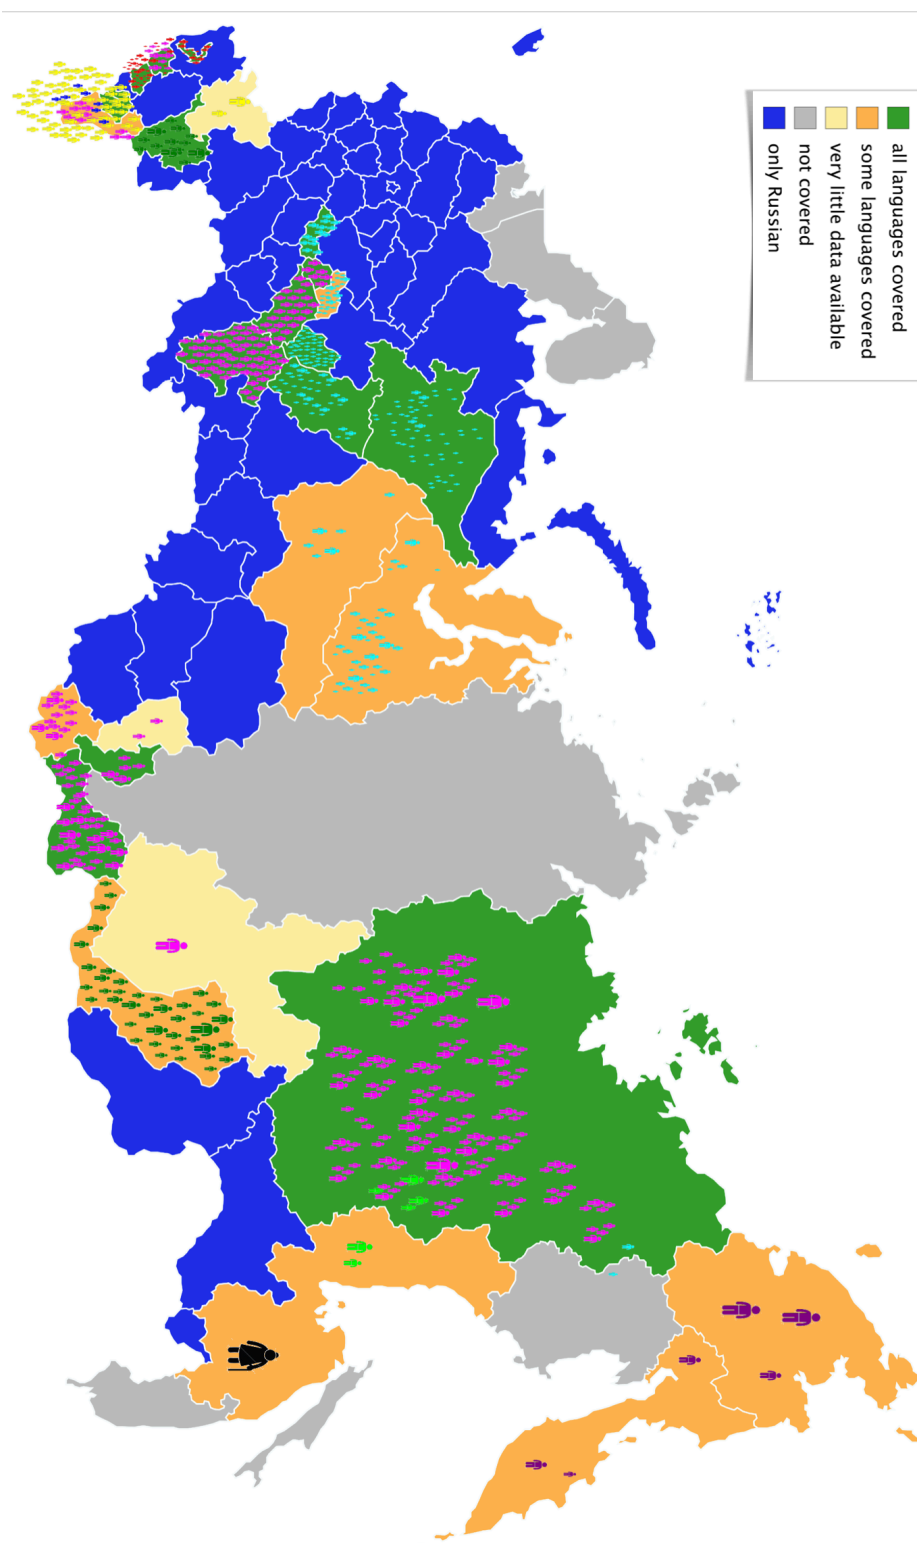 all languages covered
some languages covered
very little data available
not covered
only Russian